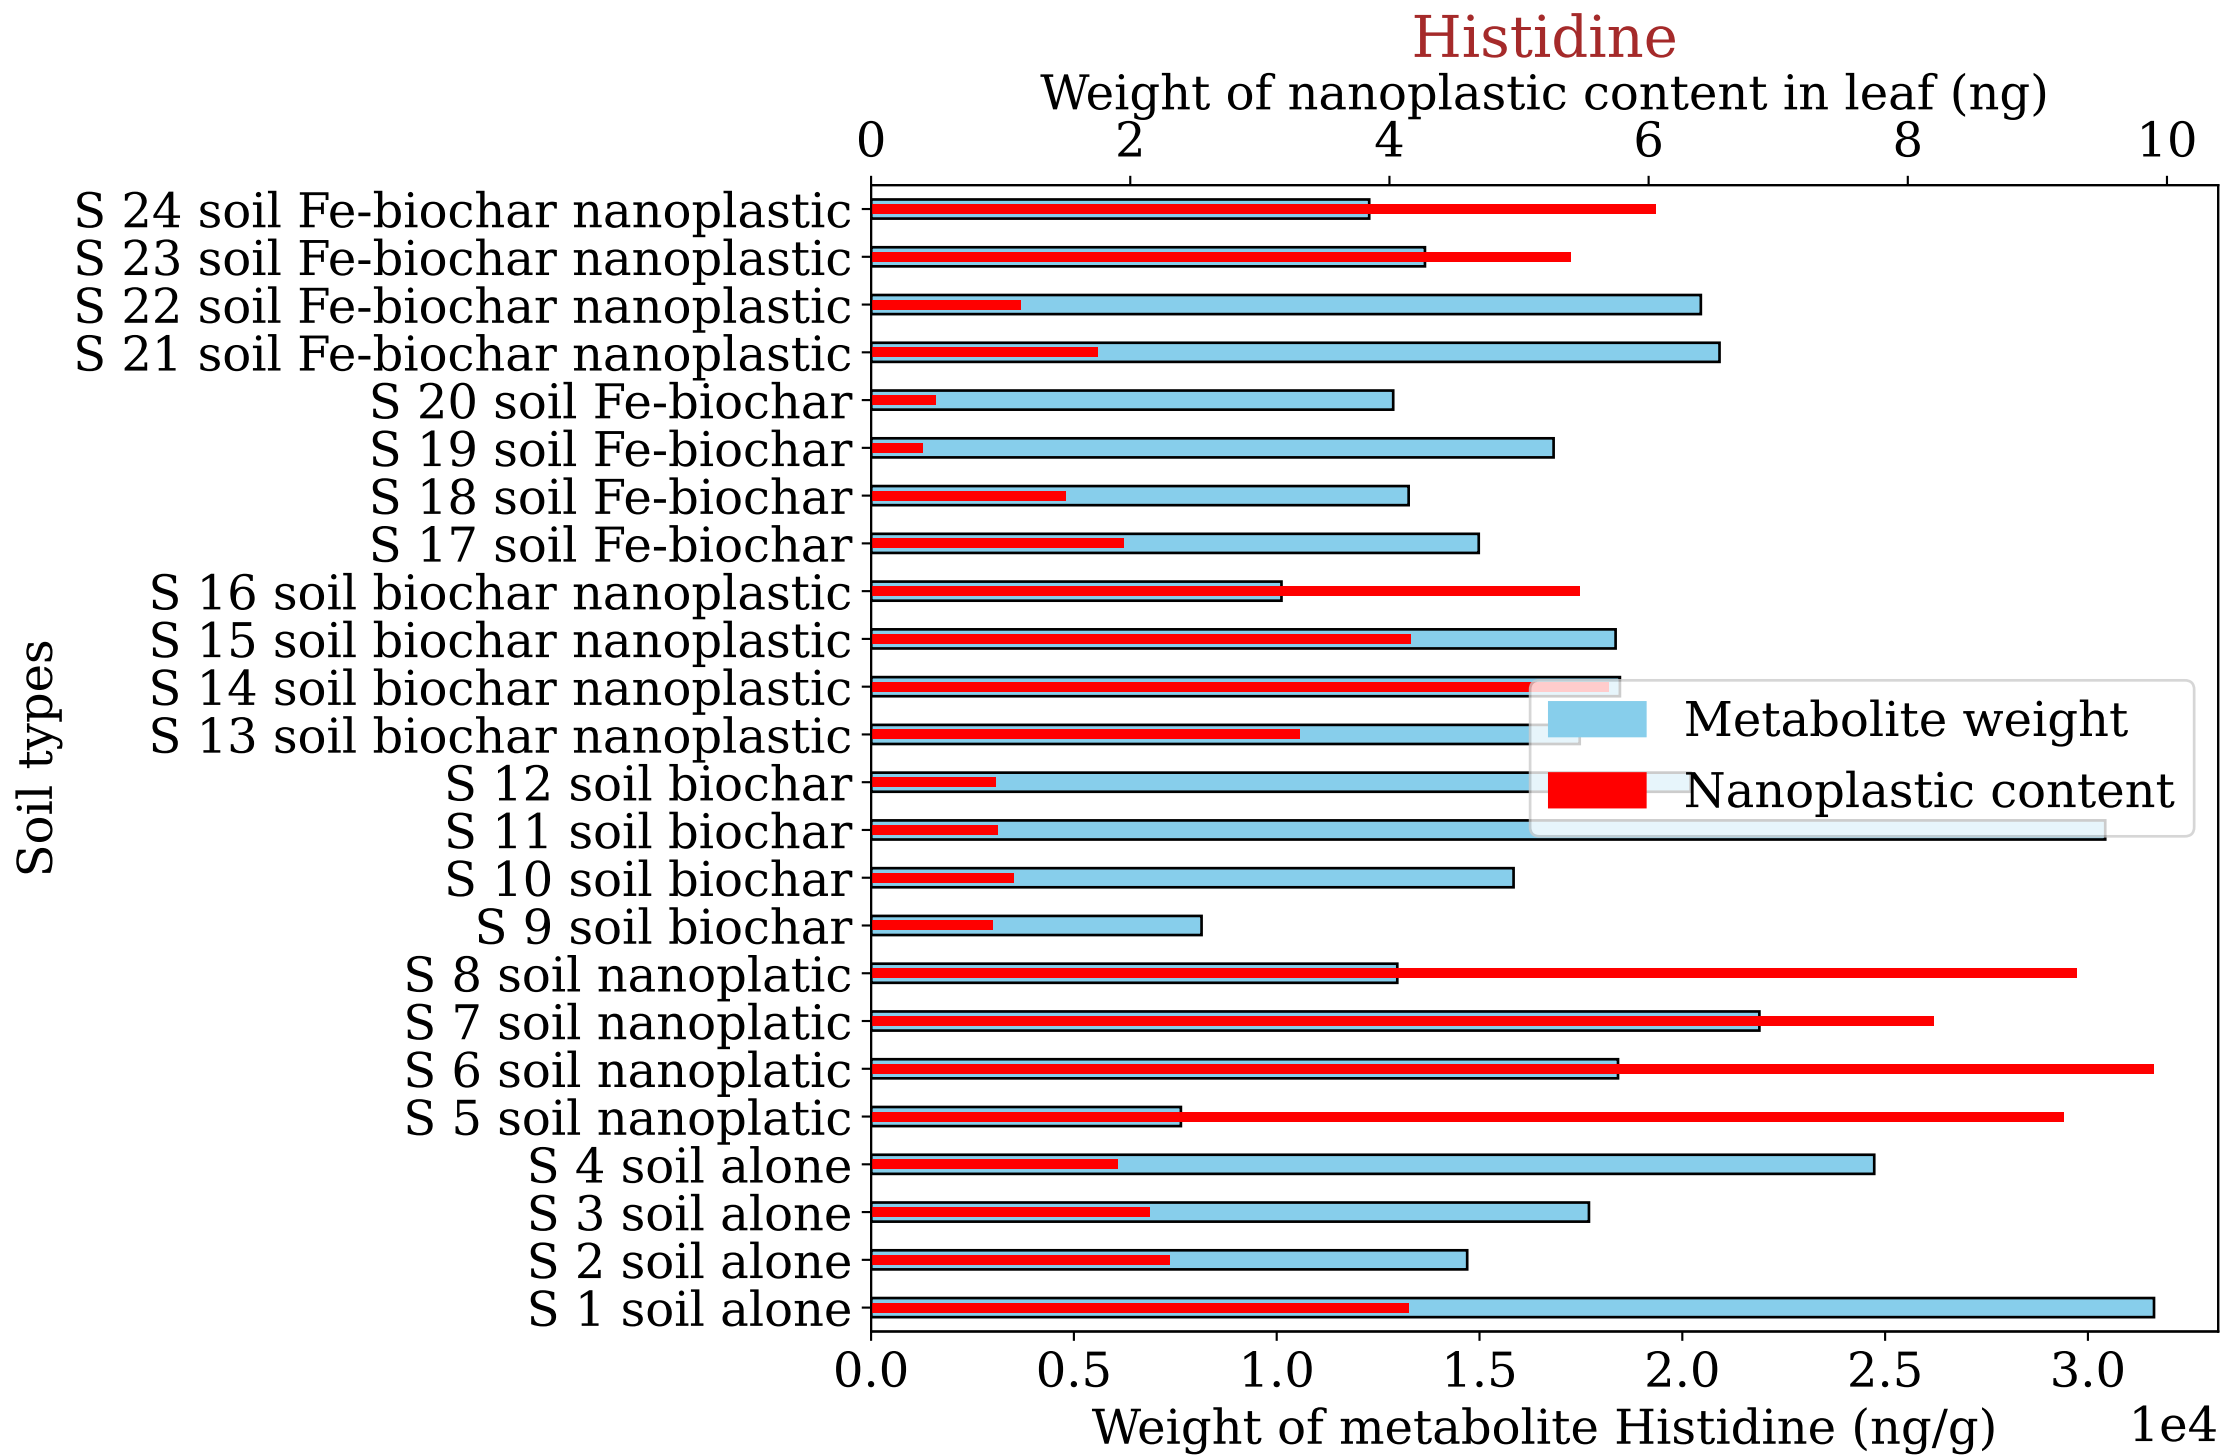 Histidine
Weight of nanoplastic content in leaf (ng)
0 2 4 6 8 10
S 24 soil Fe-biochar nanoplastic
S 23 soil Fe-biochar nanoplastic
S 22 soil Fe-biochar nanoplastic
S 21 soil Fe-biochar nanoplastic
S 20 soil Fe-biochar
S 19 soil Fe-biochar
S 18 soil Fe-biochar
S 17 soil Fe-biochar
S 16 soil biochar nanoplastic
S 15 soil biochar nanoplastic
S 14 soil biochar nanoplastic
S 13 soil biochar nanoplastic
S 12 soil biochar
S 11 soil biochar
S 10 soil biochar
S 9 soil biochar
S 8 soil nanoplatic
S 7 soil nanoplatic
S 6 soil nanoplatic
S 5 soil nanoplatic
S 4 soil alone
S 3 soil alone
S 2 soil alone
S 1 soil alone
Soil types
Metabolite weight
Nanoplastic content
0.0 0.5 1.0 1.5 2.0 2.5 3.0
Weight of metabolite Histidine (ng/g)
1e4